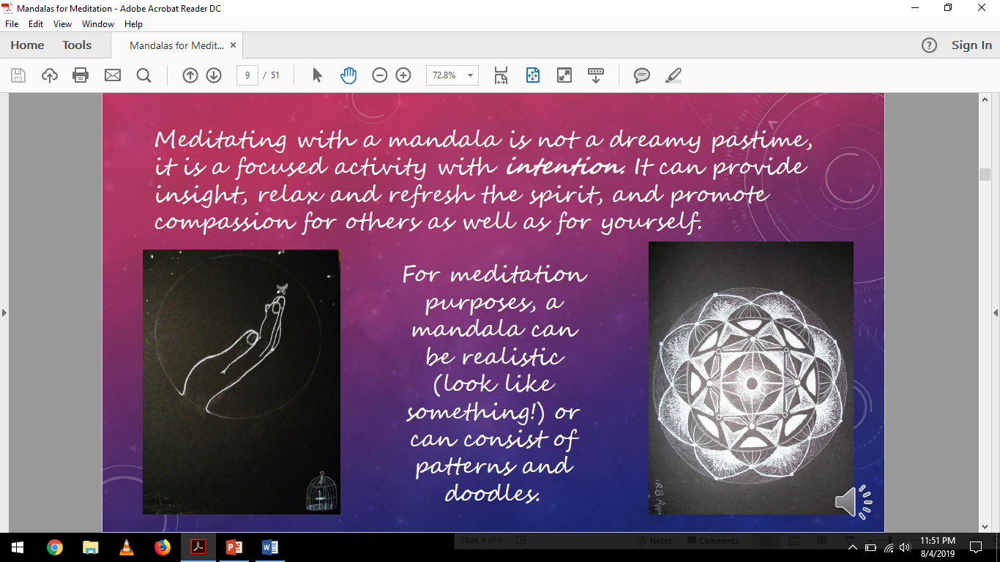 Mandalas for Meditation - Adobe Acrobat Reader DC
File Edit View Window Help
Home Tools Mandalas for Medit... Sign In
9 / 51 72.8%
Meditating with a mandala is not a dreamy pastime,
it is a focused activity with intention. It can provide
insight, relax and refresh the spirit, and promote
compassion for others as well as for yourself.
For meditation
purposes, a
mandala can
be realistic
(look like
something!) or
can consist of
patterns and
doodles.
Slide 9 of 9 Notes Comments
11:51 PM
8/4/2019